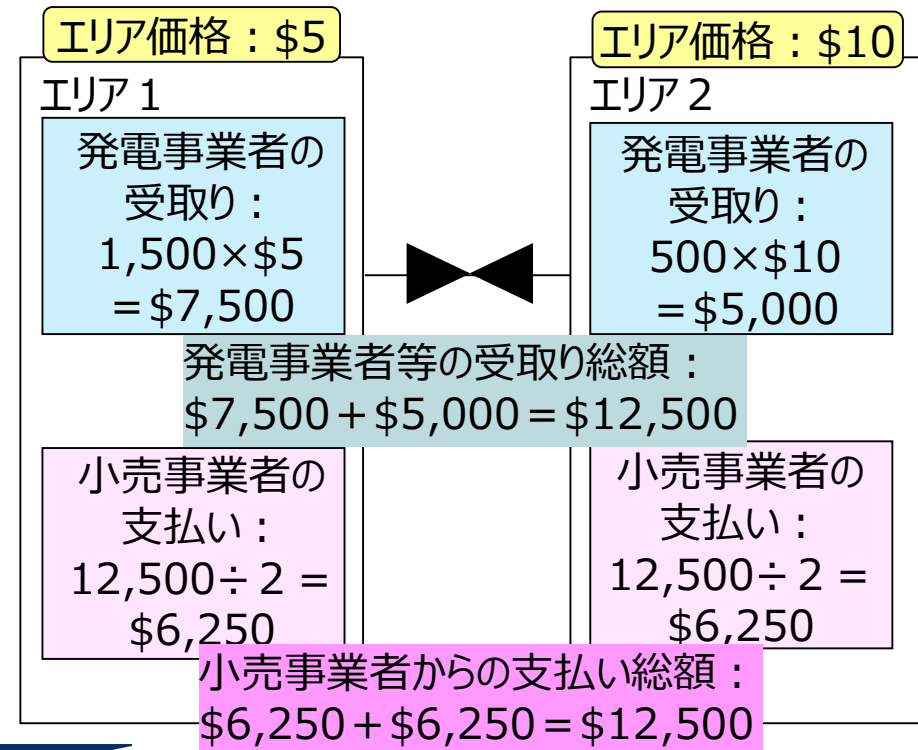 エリア価格：$5
エリア価格：$10
エリア１
エリア２
発電事業者の
受取り：
1,500×$5
＝$7,500
発電事業者の
受取り：
500×$10
＝$5,000
発電事業者等の受取り総額：
$7,500＋$5,000＝$12,500
小売事業者の
支払い：
12,500÷２＝
$6,250
小売事業者の
支払い：
12,500÷２＝
$6,250
小売事業者からの支払い総額：
$6,250＋$6,250＝$12,500